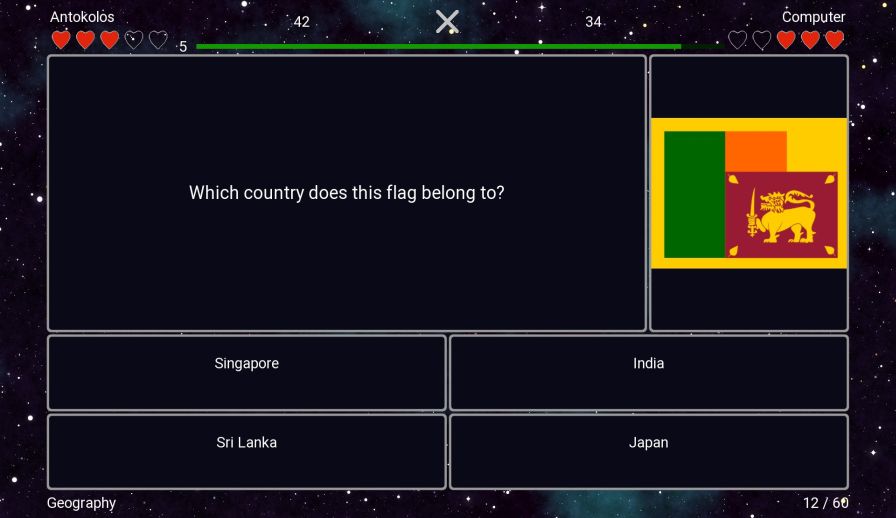 Antokolos
42
34
Computer
5
Which country does this flag belong to?
Singapore
India
Sri Lanka
Japan
Geography
12 / 60